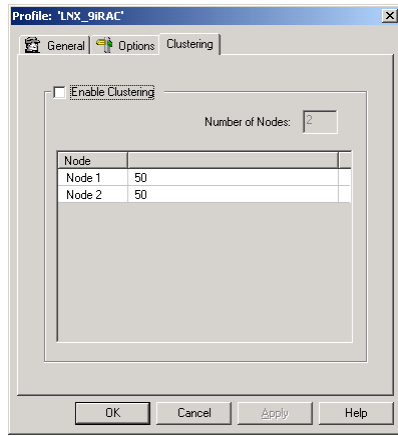 Profile: 'LNX_9iRAC'
General Options Clustering
Enable Clustering
Number of Nodes: 2
Node
Node 1 50
Node 2 50
OK Cancel Apply Help